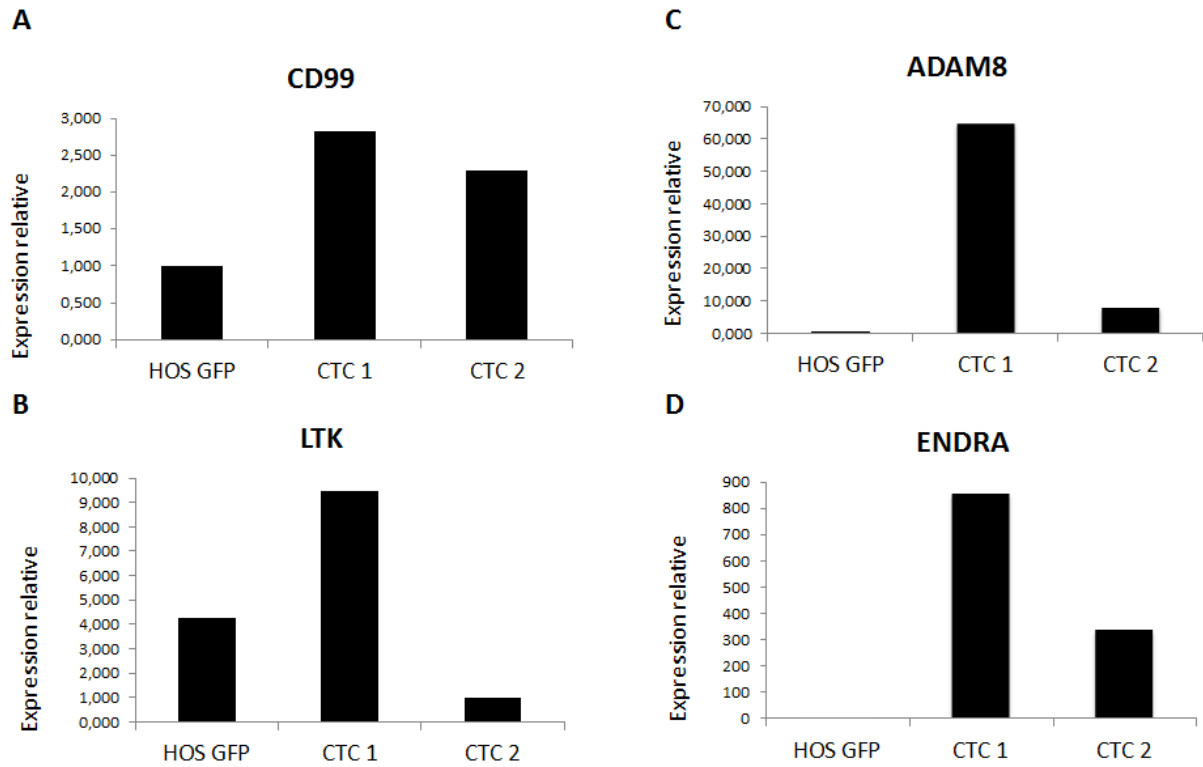 A
CD99
Expression relative
3,000
2,500
2,000
1,500
1,000
0,500
0,000
HOS GFP CTC 1 CTC 2
B
LTK
Expression relative
10,000
9,000
8,000
7,000
6,000
5,000
4,000
3,000
2,000
1,000
0,000
HOS GFP CTC 1 CTC 2
C
ADAM8
Expression relative
70,000
60,000
50,000
40,000
30,000
20,000
10,000
0,000
HOS GFP CTC 1 CTC 2
D
ENDRA
Expression relative
900
800
700
600
500
400
300
200
100
0
HOS GFP CTC 1 CTC 2